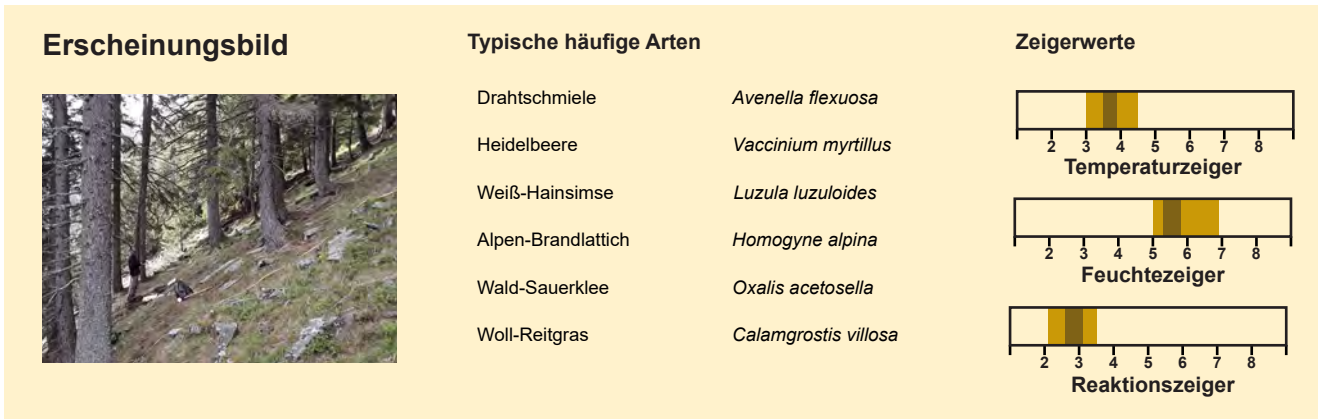 Erscheinungsbild
Typische häufige Arten
Drahtschmiele Avenella flexuosa
Heidelbeere Vaccinium myrtillus
Weiß-Hainsimse Luzula luzuloides
Alpen-Brandlattich Homogyne alpina
Wald-Sauerklee Oxalis acetosella
Woll-Reitgras Calamgrostis villosa
Zeigerwerte
2 3 4 5 6 7 8
Temperaturzeiger
2 3 4 5 6 7 8
Feuchtezeiger
2 3 4 5 6 7 8
Reaktionszeiger